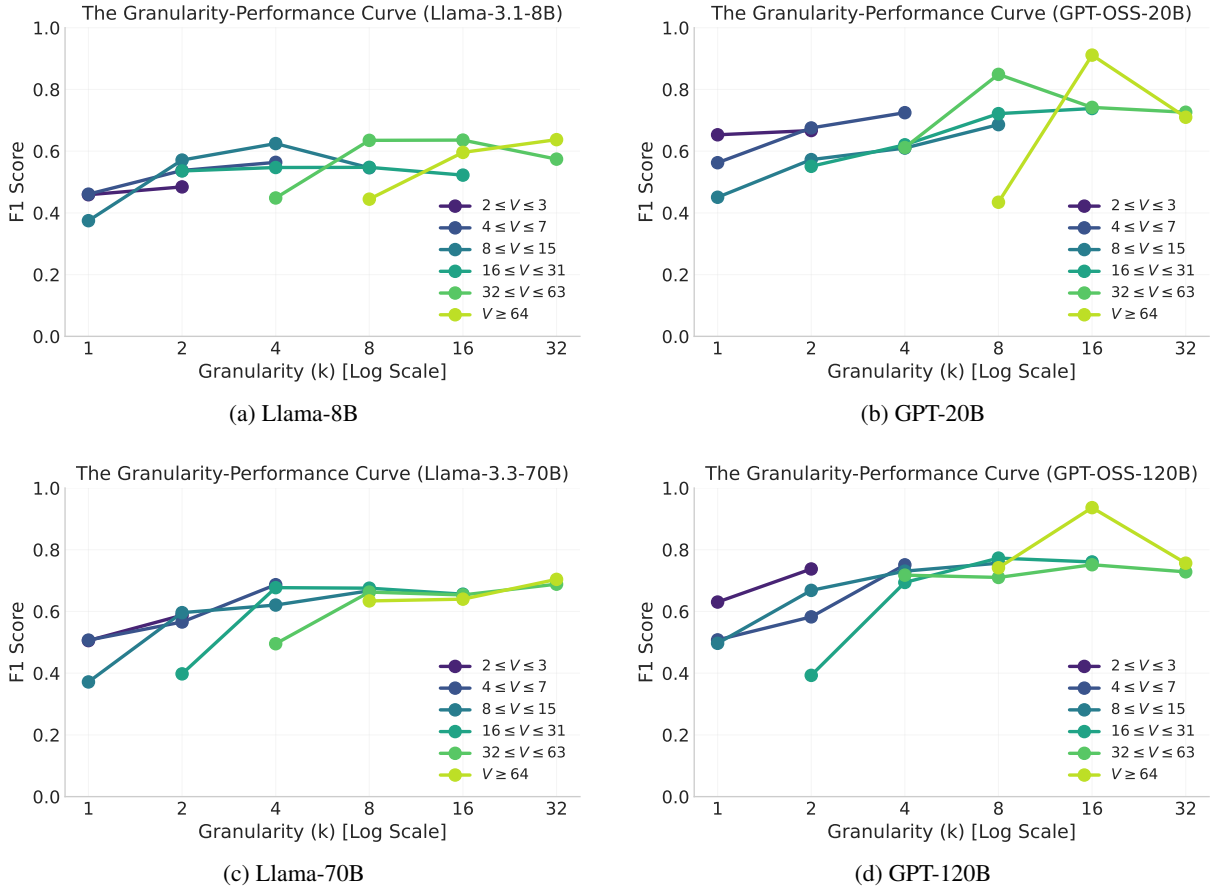 The Granularity-Performance Curve (Llama-3.1-8B)
1.0
0.8
0.6
0.4
0.2
0.0
F1 Score
2 ≤ V ≤ 3
4 ≤ V ≤ 7
8 ≤ V ≤ 15
16 ≤ V ≤ 31
32 ≤ V ≤ 63
V ≥ 64
1 2 4 8 16 32
Granularity (k) [Log Scale]
(a) Llama-8B
The Granularity-Performance Curve (GPT-OSS-20B)
1.0
0.8
0.6
0.4
0.2
0.0
F1 Score
2 ≤ V ≤ 3
4 ≤ V ≤ 7
8 ≤ V ≤ 15
16 ≤ V ≤ 31
32 ≤ V ≤ 63
V ≥ 64
1 2 4 8 16 32
Granularity (k) [Log Scale]
(b) GPT-20B
The Granularity-Performance Curve (Llama-3.3-70B)
1.0
0.8
0.6
0.4
0.2
0.0
F1 Score
2 ≤ V ≤ 3
4 ≤ V ≤ 7
8 ≤ V ≤ 15
16 ≤ V ≤ 31
32 ≤ V ≤ 63
V ≥ 64
1 2 4 8 16 32
Granularity (k) [Log Scale]
(c) Llama-70B
The Granularity-Performance Curve (GPT-OSS-120B)
1.0
0.8
0.6
0.4
0.2
0.0
F1 Score
2 ≤ V ≤ 3
4 ≤ V ≤ 7
8 ≤ V ≤ 15
16 ≤ V ≤ 31
32 ≤ V ≤ 63
V ≥ 64
1 2 4 8 16 32
Granularity (k) [Log Scale]
(d) GPT-120B